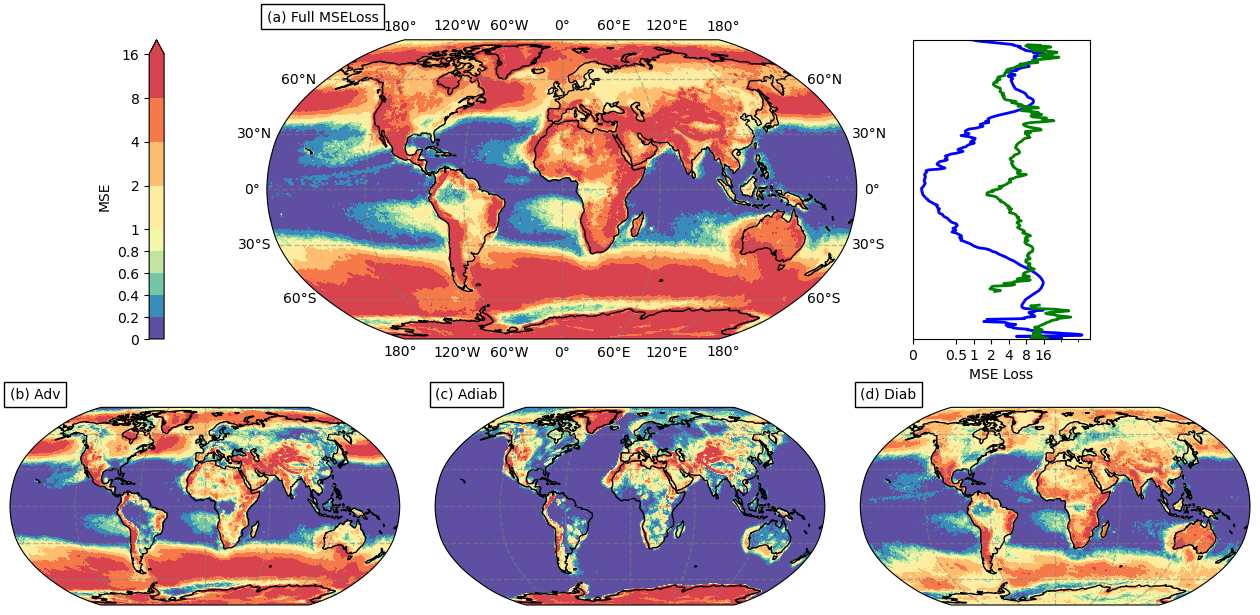 (a) Full MSELoss
180° 120°W 60°W 0° 60°E 120°E 180°
60°N 60°N
30°N 30°N
0° 0°
30°S 30°S
60°S 60°S
180° 120°W 60°W 0° 60°E 120°E 180°
MSE
16
8
4
2
1
0.8
0.6
0.4
0.2
0
0 0.5 1 2 4 8 16
MSE Loss
(b) Adv
(c) Adiab
(d) Diab